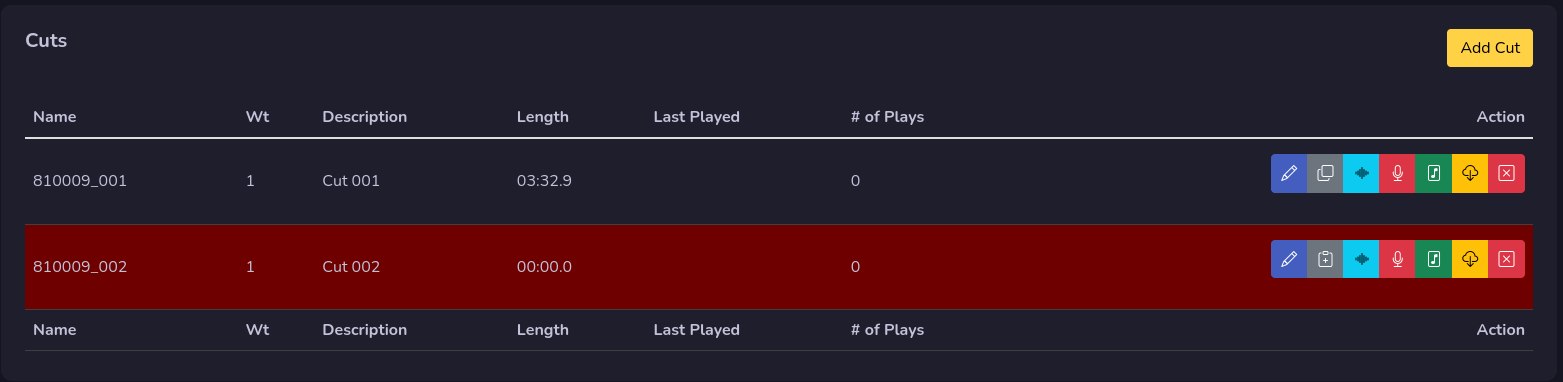 Cuts
Add Cut
Name Wt Description Length Last Played # of Plays Action
810009_001 1 Cut 001 03:32.9 0
810009_002 1 Cut 002 00:00.0 0
Name Wt Description Length Last Played # of Plays Action